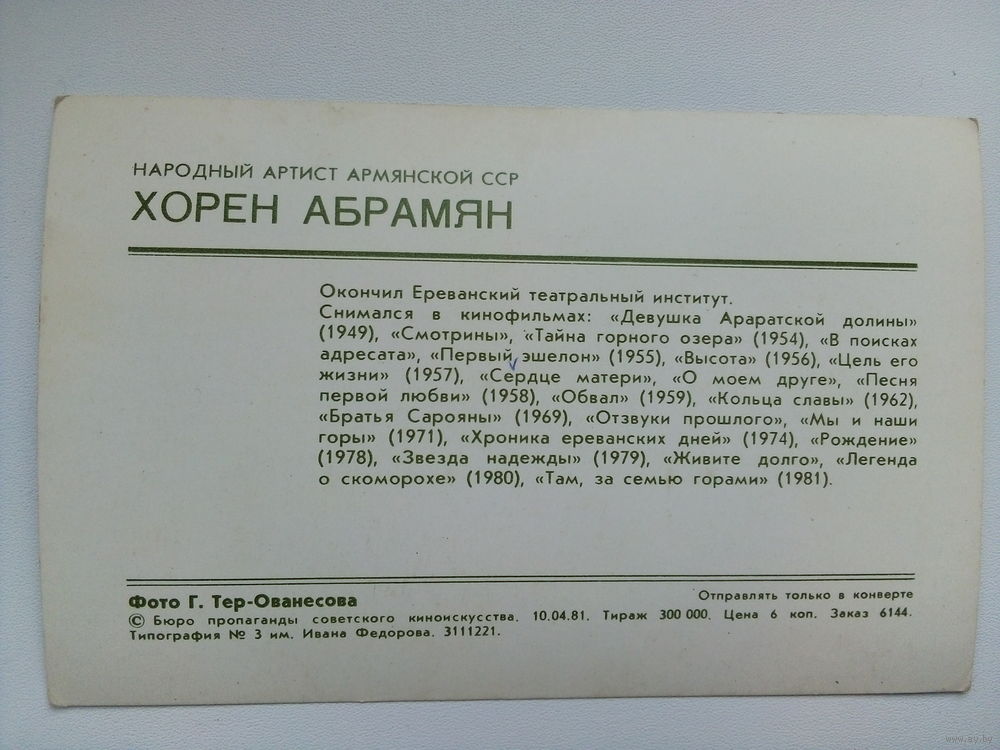 НАРОДНЫЙ АРТИСТ АРМЯНСКОЙ ССР
ХОРЕН АБРАМЯН
Окончил Ереванский театральный институт.
Снимался в кинофильмах: «Девушка Араратской долины»
(1949), «Смотрины», «Тайна горного озера» (1954), «В поисках
адресата», «Первый эшелон» (1955), «Высота» (1956), «Цель его
жизни» (1957), «Сердце матери», «О моем друге», «Песня
первой любви» (1958), «Обвал» (1959), «Кольца славы» (1962),
«Братья Сарояны» (1969), «Отзвуки прошлого», «Мы и наши
горы» (1971), «Хроника ереванских дней» (1974), «Рождение»
(1978), «Звезда надежды» (1979), «Живите долго», «Легенда
о скоморохе» (1980), «Там, за семью горами» (1981).
Фото Г. Тер-Ованесова
Отправлять только в конверте
© Бюро пропаганды советского киноискусства. 10.04.81. Тираж 300 000. Цена 6 коп. Заказ 6144.
Типография № 3 им. Ивана Федорова. 3111221.
www.ay.by